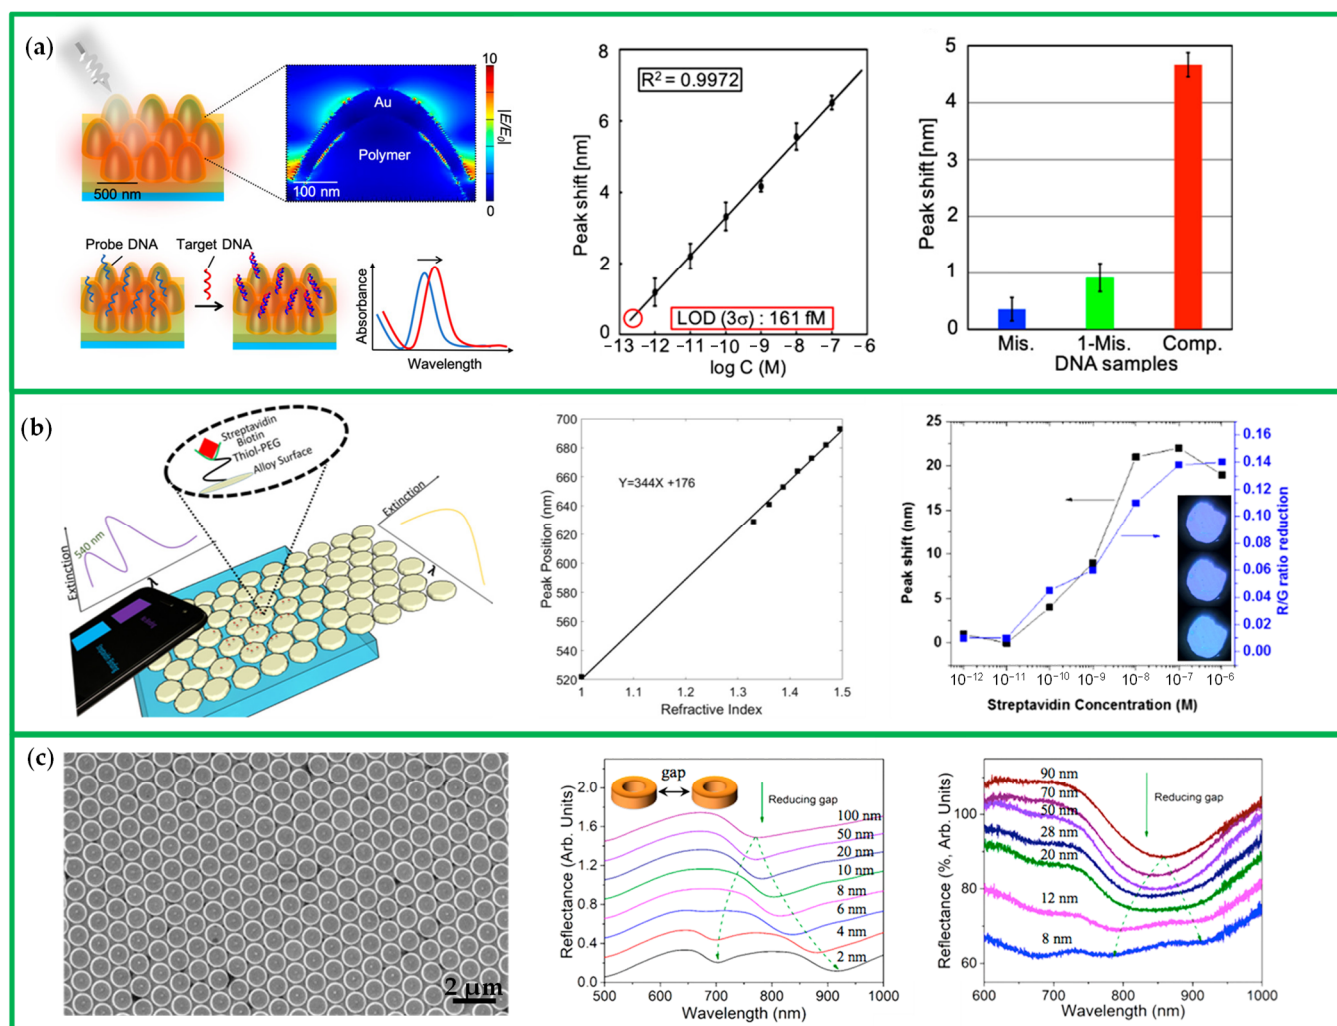 (a)
500 nm
Au
Polymer
100 nm
10
|E/E₀|
0
Probe DNA
Target DNA
Absorbance
Wavelength
8
6
4
2
0
Peak shift [nm]
R² = 0.9972
LOD (3σ) : 161 fM
−13 −12 −11 −10 −9 −8 −7 −6
log C (M)
5
4
3
2
1
0
Peak shift [nm]
Mis. 1-Mis. Comp.
DNA samples
(b)
Streptavidin
Biotin
Thiol-PEG
Alloy Surface
Extinction
540 nm
λ
Extinction
λ
700
680
660
640
620
600
580
560
540
520
Peak Position (nm)
Y=344X +176
1 1.1 1.2 1.3 1.4 1.5
Refractive Index
25
20
15
10
5
0
Peak shift (nm)
0.16
0.14
0.12
0.10
0.08
0.06
0.04
0.02
0.00
R/G ratio reduction
10⁻¹² 10⁻¹¹ 10⁻¹⁰ 10⁻⁹ 10⁻⁸ 10⁻⁷ 10⁻⁶
Streptavidin Concentration (M)
(c)
2 μm
2.0
1.6
1.2
0.8
0.4
0.0
Reflectance (Arb. Units)
gap
Reducing gap
100 nm
50 nm
20 nm
10 nm
8 nm
6 nm
4 nm
2 nm
500 600 700 800 900 1000
Wavelength (nm)
100
80
60
Reflectance (%, Arb. Units)
90 nm
70 nm
50 nm
28 nm
20 nm
12 nm
8 nm
Reducing gap
600 700 800 900 1000
Wavelength (nm)